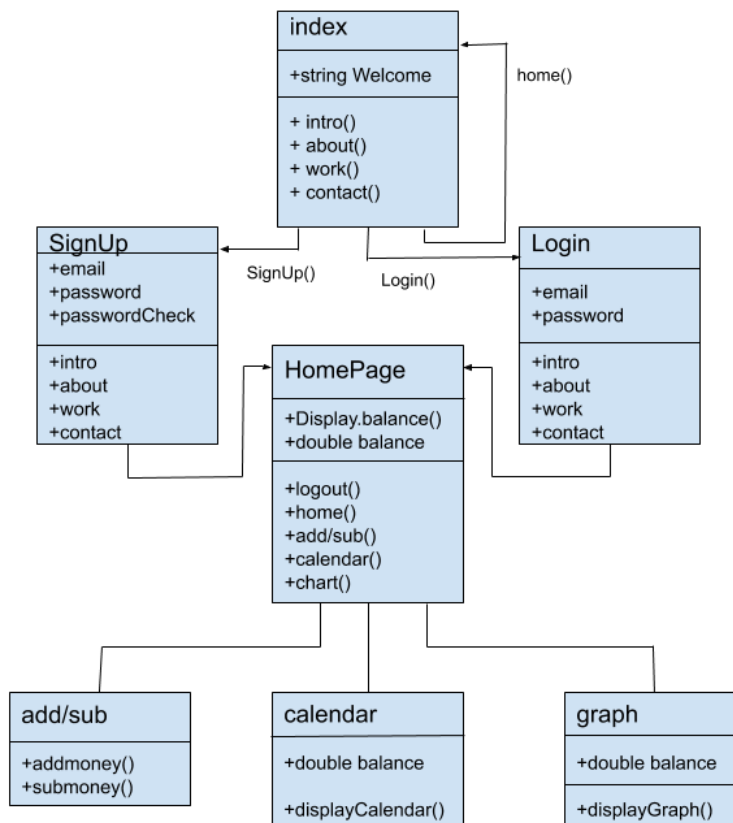 index
+string Welcome
+ intro()
+ about()
+ work()
+ contact()
home()
SignUp()
Login()
SignUp
+email
+password
+passwordCheck
+intro
+about
+work
+contact
Login
+email
+password
+intro
+about
+work
+contact
HomePage
+Display.balance()
+double balance
+logout()
+home()
+add/sub()
+calendar()
+chart()
add/sub
+addmoney()
+submoney()
calendar
+double balance
+displayCalendar()
graph
+double balance
+displayGraph()